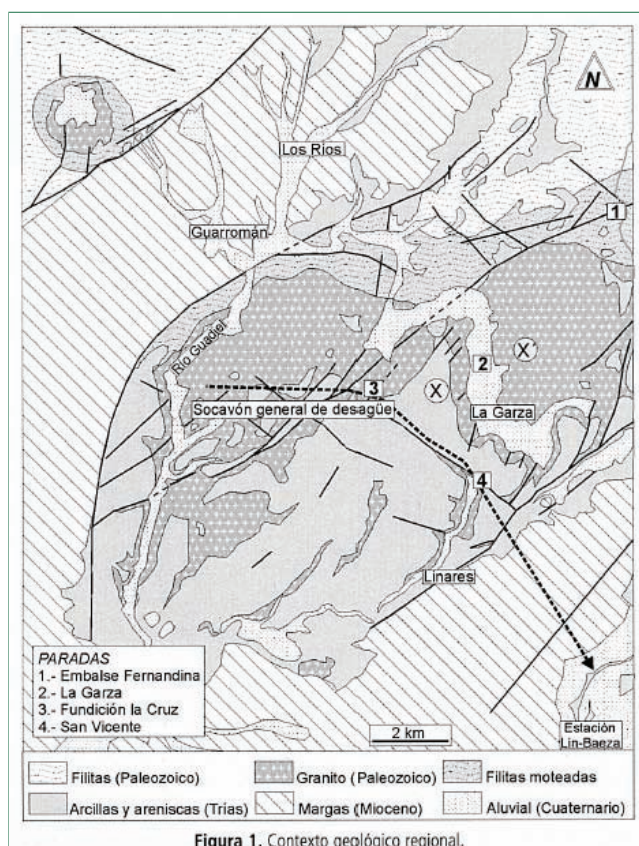 N
Los Ríos
1
Guarromán
Río Guadiel
2
X
3
X
Socavón general de desagüe
La Garza
4
Linares
PARADAS
1.- Embalse Fernandina
2.- La Garza
3.- Fundición la Cruz
4.- San Vicente
2 km
Estación
Lin-Baeza
Filitas (Paleozoico)
Granito (Paleozoico)
Filitas moteadas
Arcillas y areniscas (Trías)
Margas (Mioceno)
Aluvial (Cuaternario)
Figura 1. Contexto geológico regional.